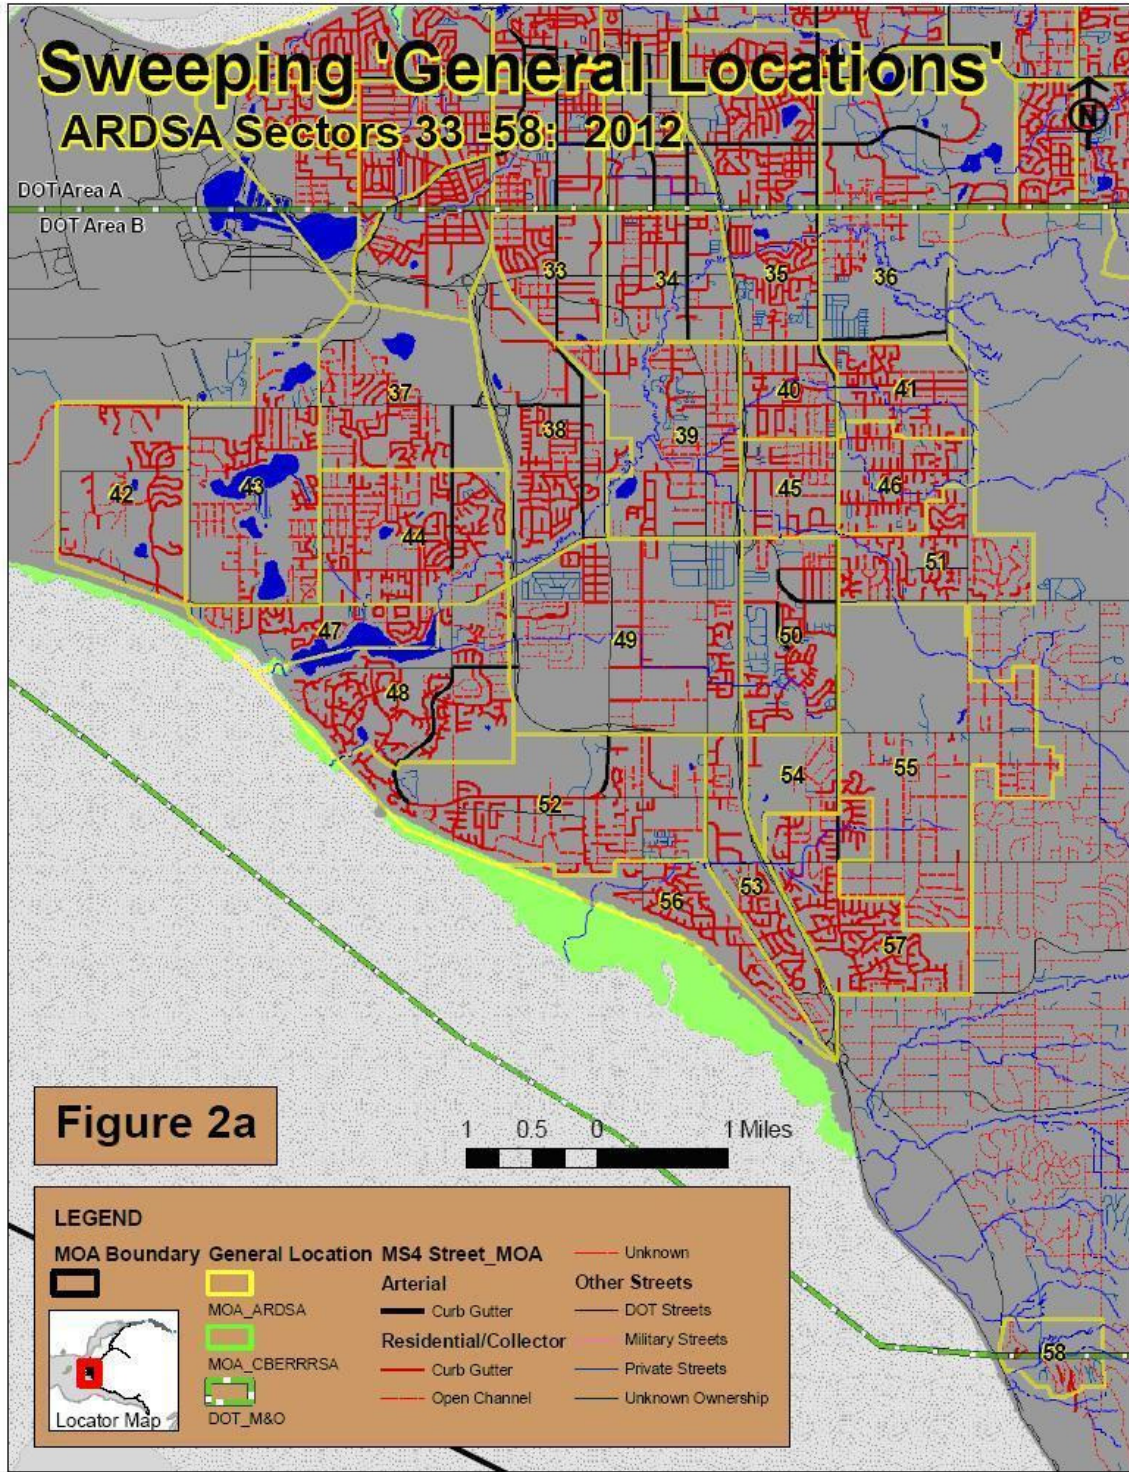 Sweeping 'General Locations'
ARDSA Sectors 33 -58: 2012
N
DOT Area A
DOT Area B
33
34
35
36
37
38
39
40
41
42
43
44
45
46
47
48
49
50
51
52
53
54
55
56
57
58
Figure 2a
1 0.5 0 1 Miles
LEGEND
MOA Boundary
General Location
MOA_ARDSA
MOA_CBERRRSA
DOT_M&O
MS4 Street_MOA
Arterial
Curb Gutter
Residential/Collector
Curb Gutter
Open Channel
Unknown
Other Streets
DOT Streets
Military Streets
Private Streets
Unknown Ownership
Locator Map